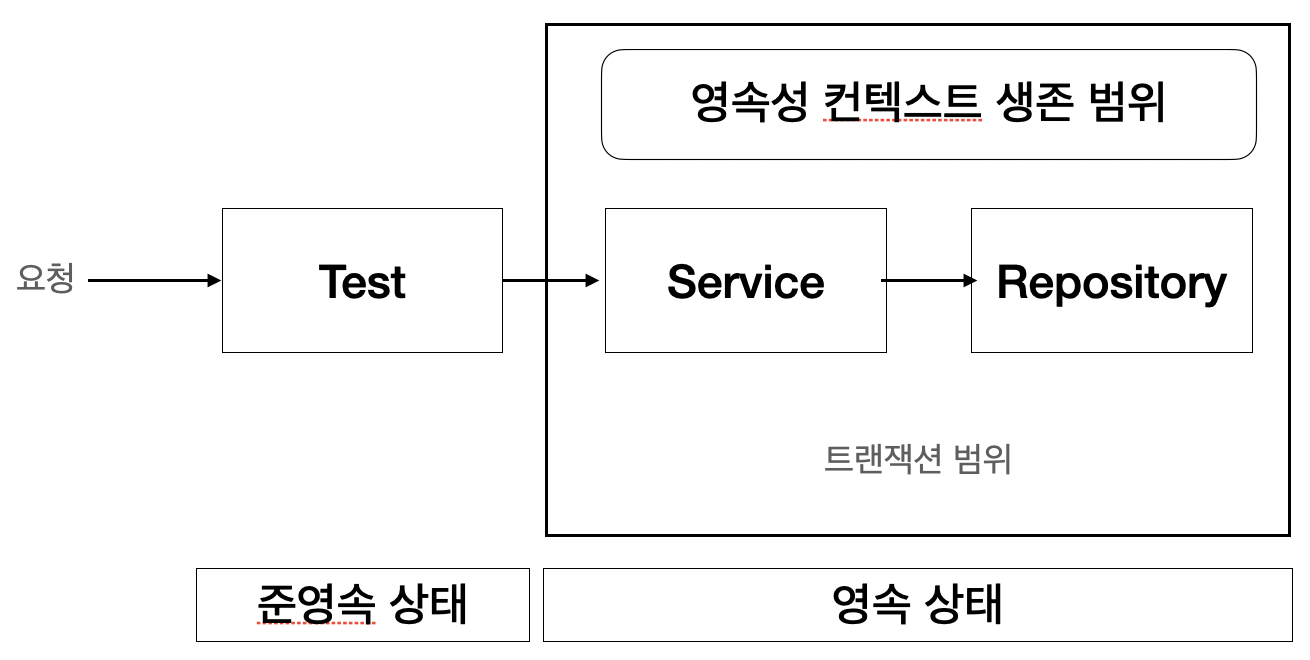 영속성 컨텍스트 생존 범위
요청
Test
Service
Repository
트랜잭션 범위
준영속 상태
영속 상태